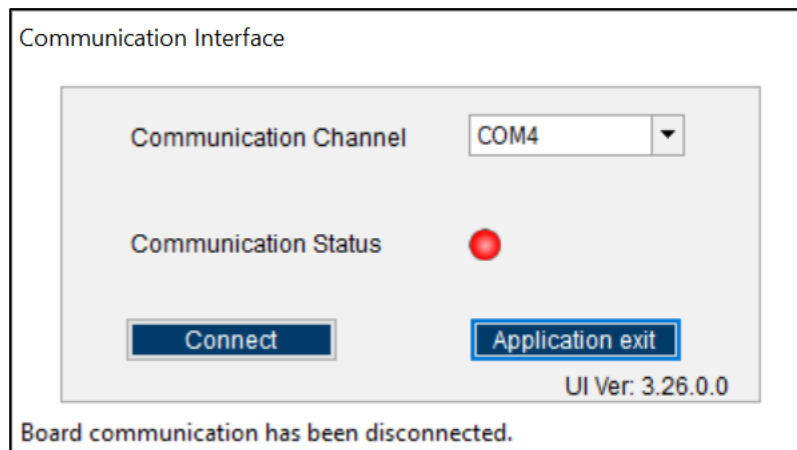 Communication Interface
Communication Channel COM4
Communication Status
Connect Application exit
UI Ver: 3.26.0.0
Board communication has been disconnected.